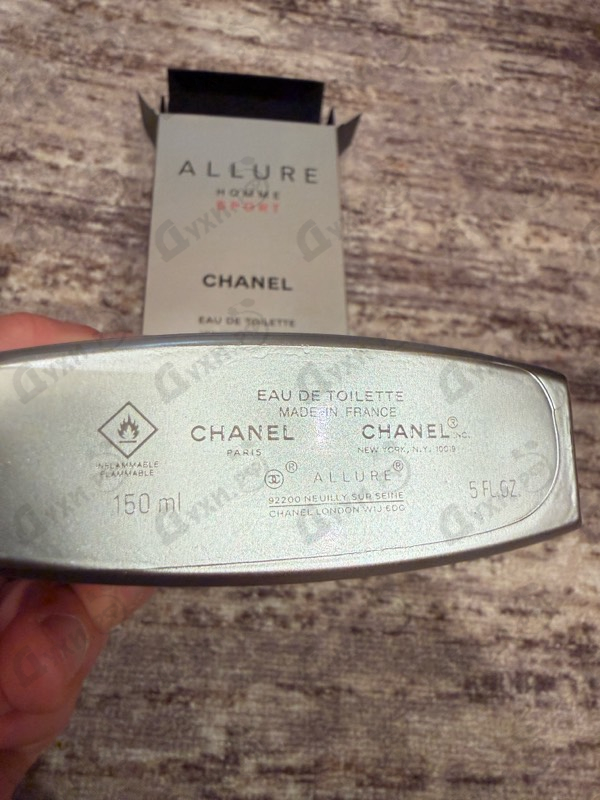 ALLURE
HOMME
SPORT
CHANEL
EAU DE TOILETTE
EAU DE TOILETTE
MADE IN FRANCE
CHANEL CHANEL® INC.
PARIS NEW YORK, N.Y. 10019
INFLAMMABLE
FLAMMABLE
® ALLURE®
150 ml 92200 NEUILLY SUR SEINE 5 FL.OZ.
CHANEL LONDON W1J 6DG